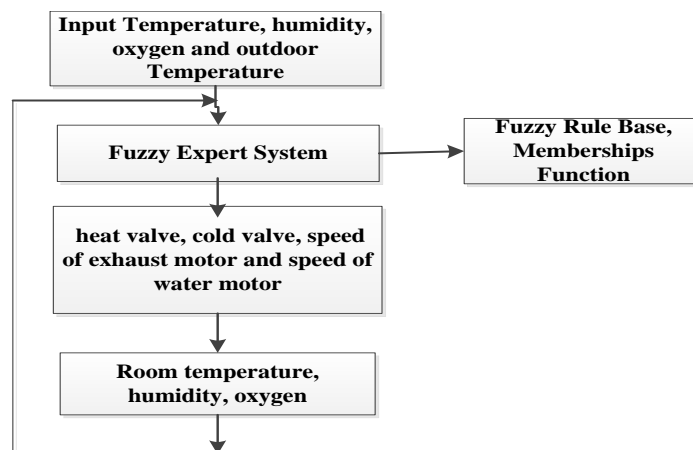 Input Temperature, humidity,
oxygen and outdoor
Temperature
Fuzzy Expert System
Fuzzy Rule Base,
Memberships
Function
heat valve, cold valve, speed
of exhaust motor and speed of
water motor
Room temperature,
humidity, oxygen